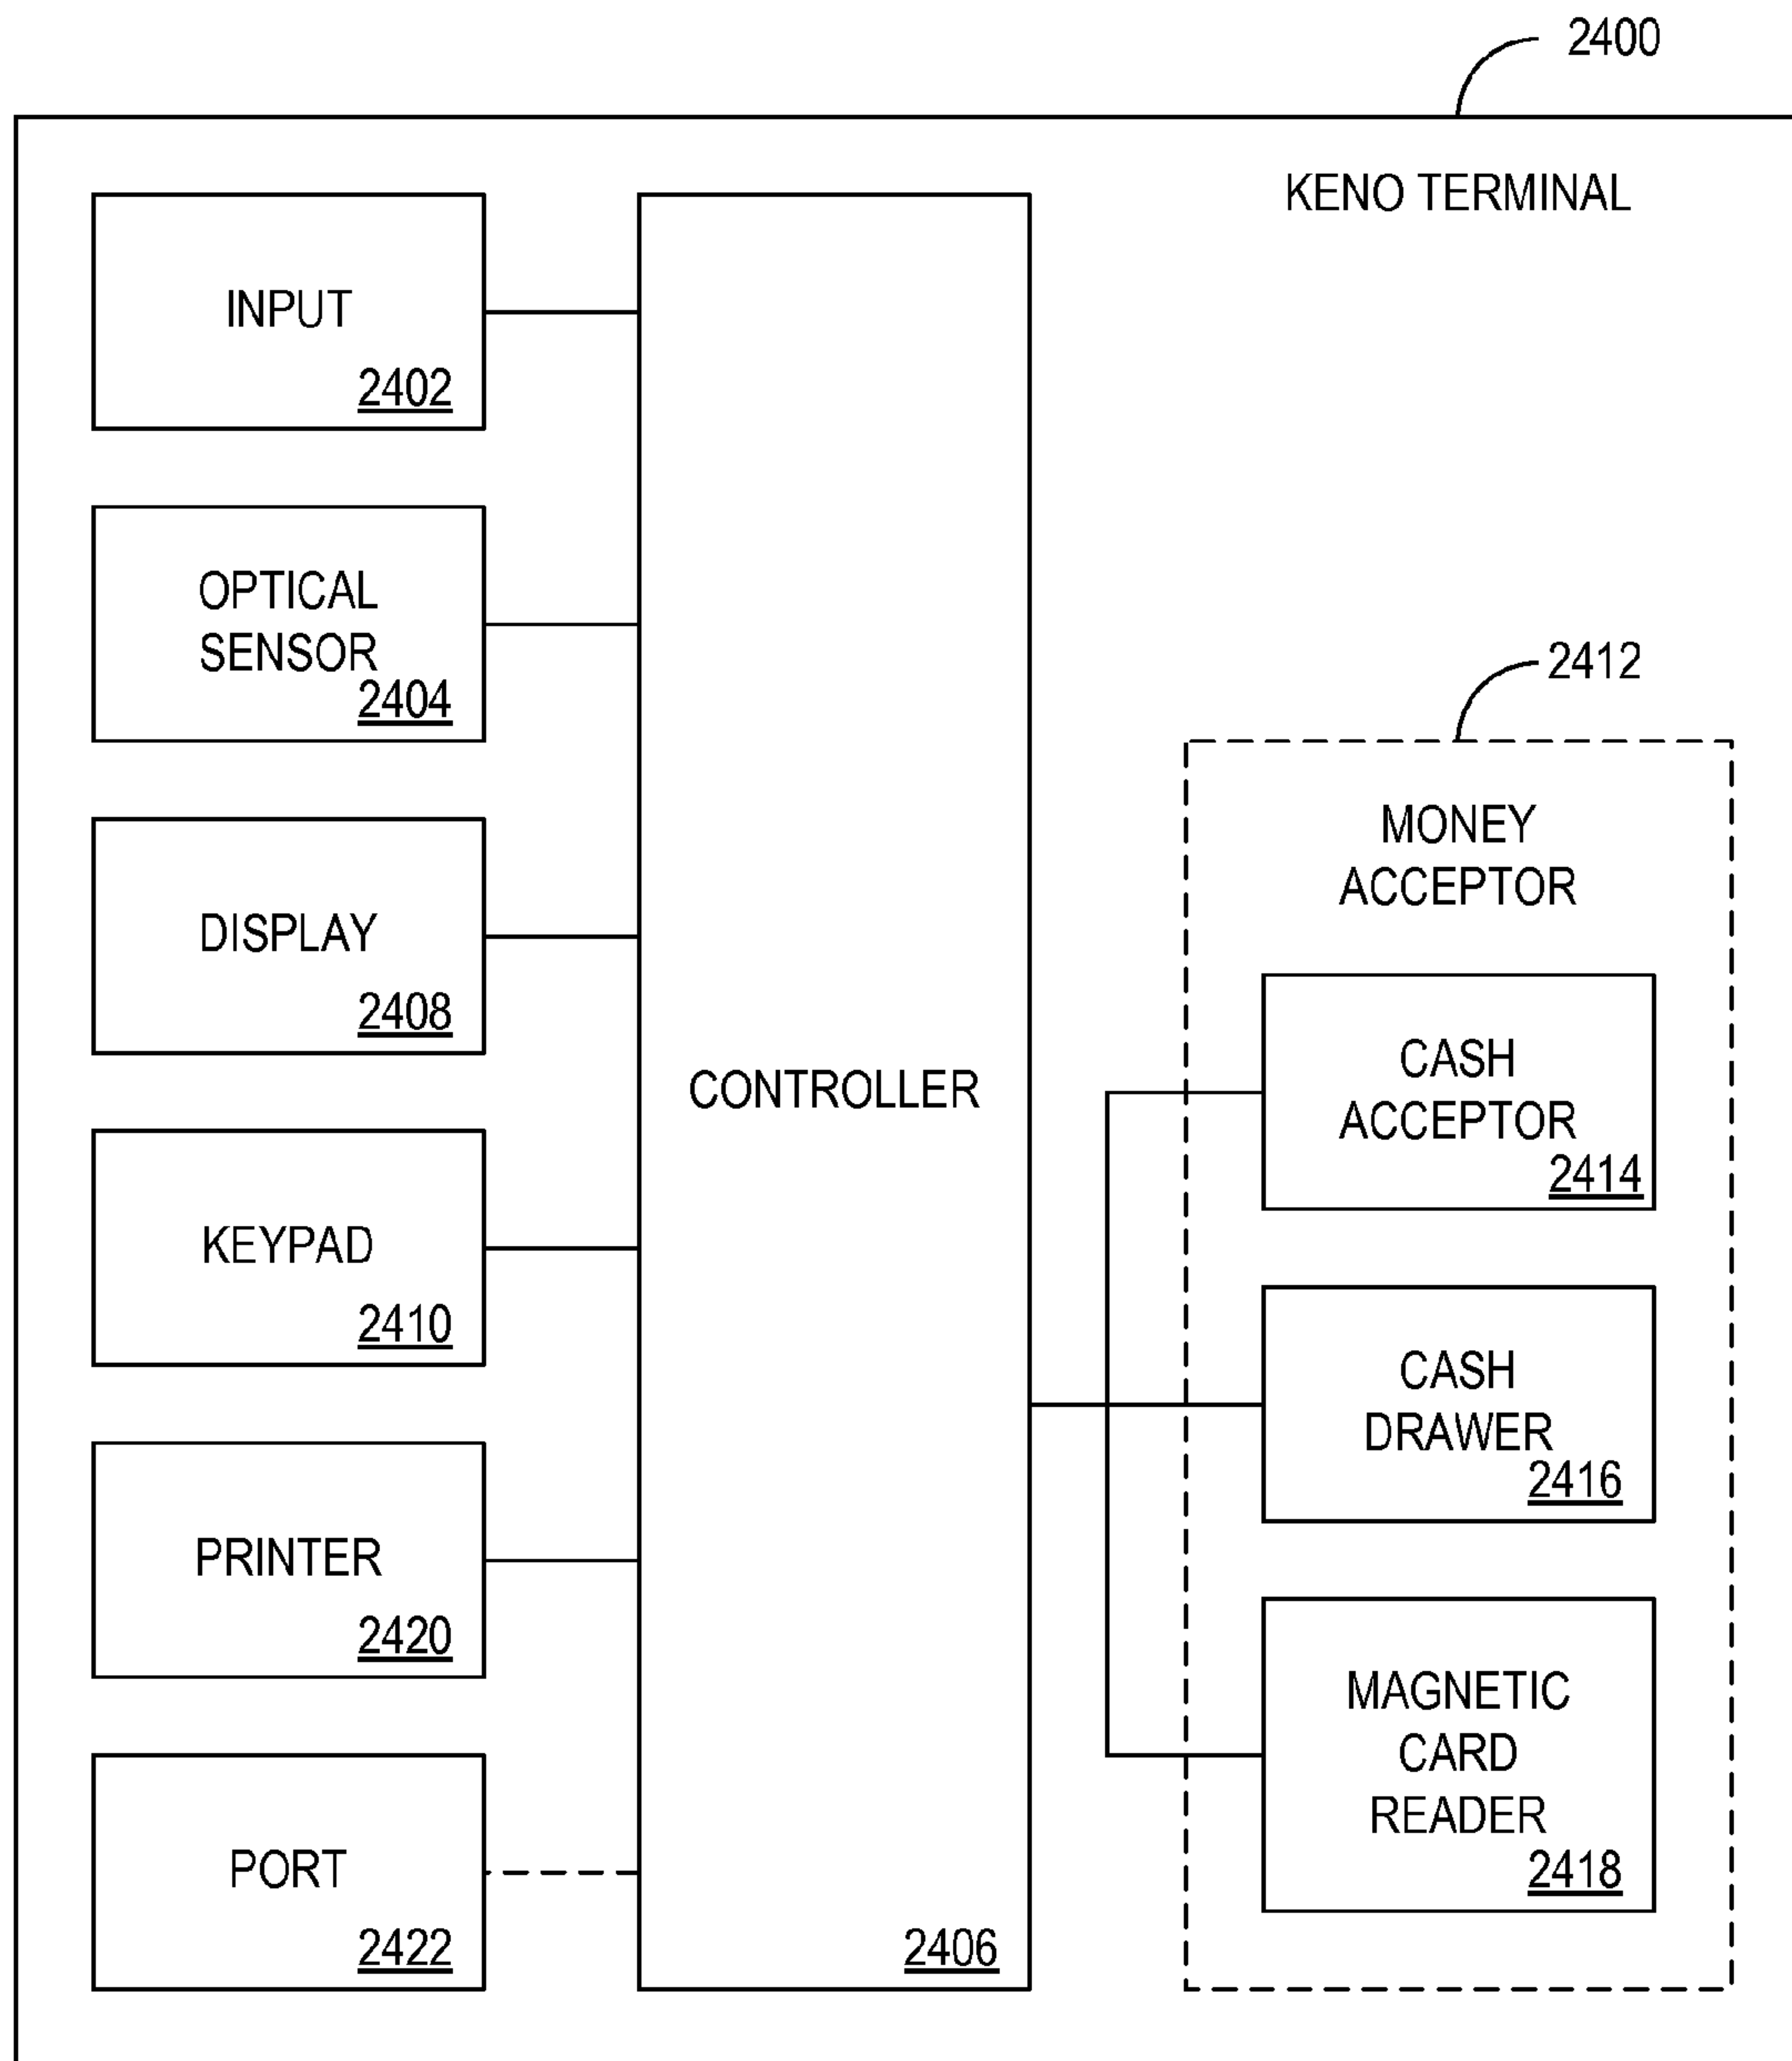 2400
KENO TERMINAL
INPUT
2402
OPTICAL
SENSOR
2404
DISPLAY
2408
KEYPAD
2410
PRINTER
2420
PORT
2422
CONTROLLER
2406
2412
MONEY
ACCEPTOR
CASH
ACCEPTOR
2414
CASH
DRAWER
2416
MAGNETIC
CARD
READER
2418